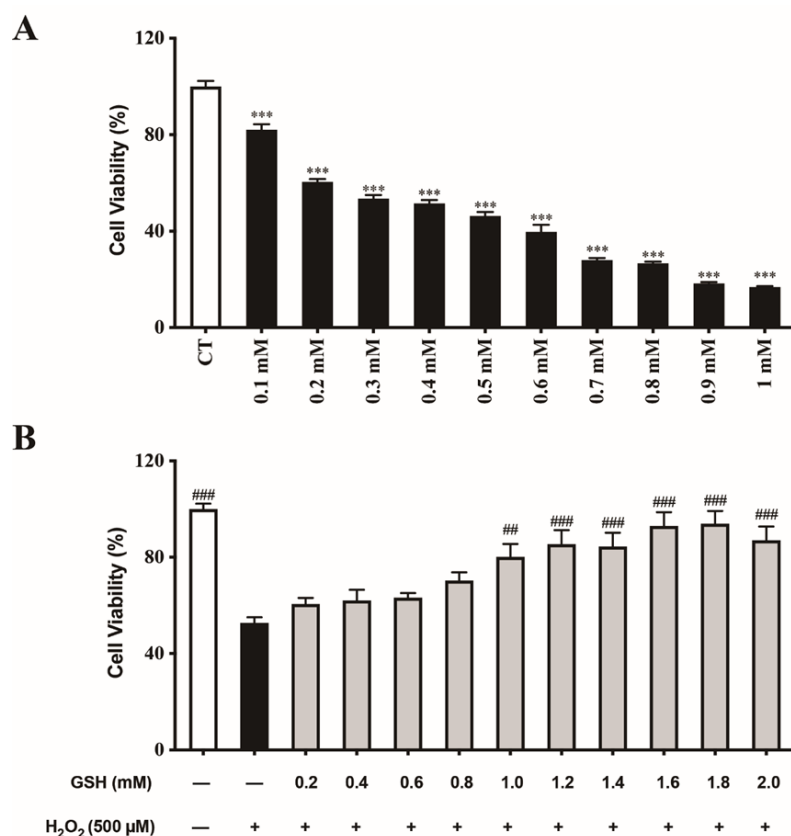 A
Cell Viability (%)
120
80
40
0
***
***
***
***
***
***
***
***
***
***
CT
0.1 mM
0.2 mM
0.3 mM
0.4 mM
0.5 mM
0.6 mM
0.7 mM
0.8 mM
0.9 mM
1 mM
B
Cell Viability (%)
120
80
40
0
###
##
###
###
###
###
###
GSH (mM) — — 0.2 0.4 0.6 0.8 1.0 1.2 1.4 1.6 1.8 2.0
H₂O₂ (500 µM) — + + + + + + + + + + +